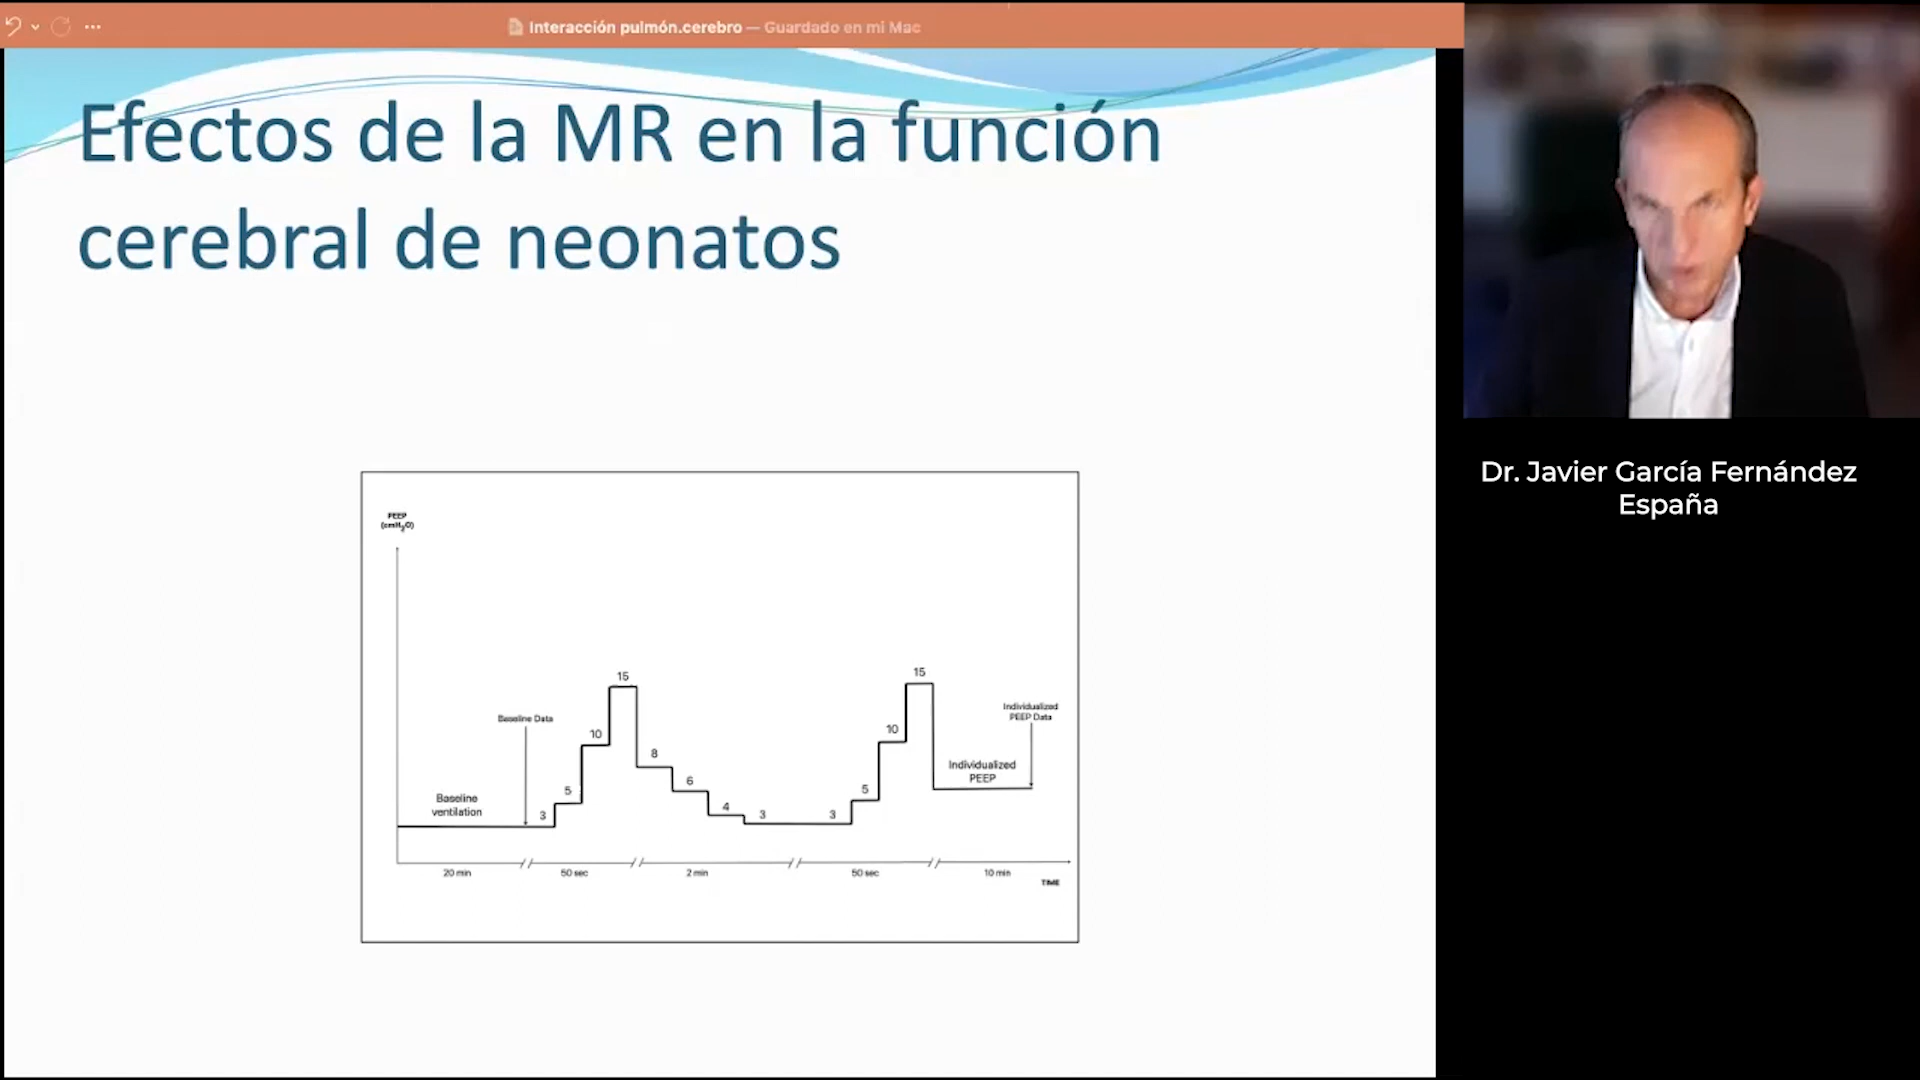 Interacción pulmón.cerebro — Guardado en mi Mac
Efectos de la MR en la función
cerebral de neonatos
PEEP
(cmH2O)
15
15
Baseline Data
Individualized
PEEP Data
10
10
8
Individualized
PEEP
6
5
5
Baseline
ventilation
4
3
3
3
20 min
50 sec
2 min
50 sec
10 min
TIME
Dr. Javier García Fernández
España